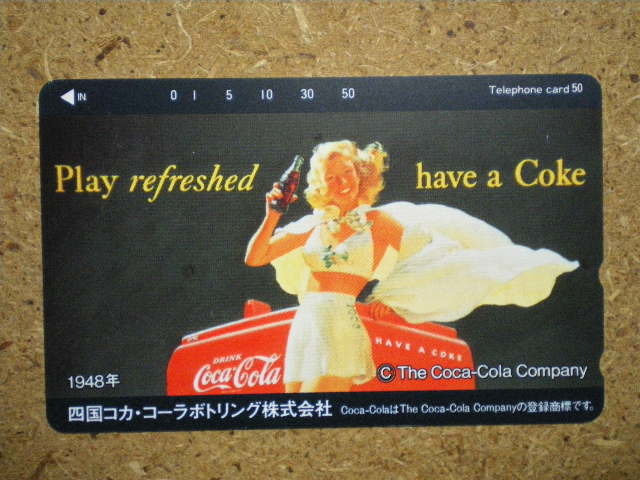 IN 0 1 5 10 30 50 Telephone card 50
Play refreshed have a Coke
DRINK
Coca-Cola
HAVE A COKE
1948年
© The Coca-Cola Company
四国コカ・コーラボトリング株式会社 Coca-ColaはThe Coca-Cola Companyの登録商標です。